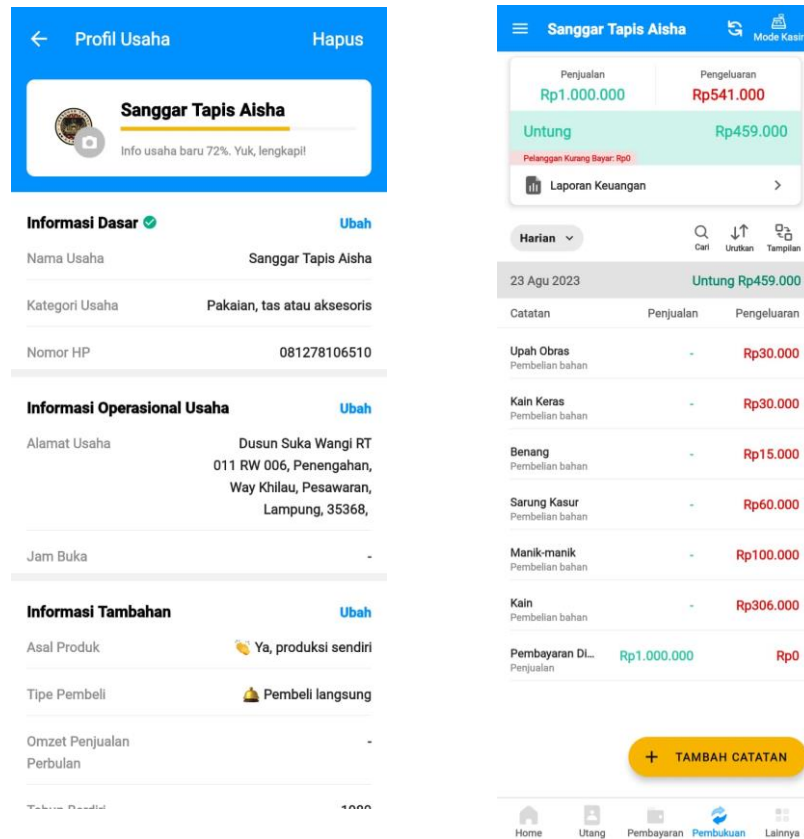 Profil Usaha
Hapus
Sanggar Tapis Aisha
Info usaha baru 72%. Yuk, lengkapi!
Informasi Dasar
Ubah
Nama Usaha
Sanggar Tapis Aisha
Kategori Usaha
Pakaian, tas atau aksesoris
Nomor HP
081278106510
Informasi Operasional Usaha
Ubah
Alamat Usaha
Dusun Suka Wangi RT
011 RW 006, Penengahan,
Way Khilau, Pesawaran,
Lampung, 35368,
Jam Buka
-
Informasi Tambahan
Ubah
Asal Produk
Ya, produksi sendiri
Tipe Pembeli
Pembeli langsung
Omzet Penjualan
Perbulan
-
Sanggar Tapis Aisha
Mode Kasir
Penjualan
Pengeluaran
Rp1.000.000
Rp541.000
Untung
Rp459.000
Pelanggan Kurang Bayar: Rp0
Laporan Keuangan
Harian
Cari
Urutkan
Tampilan
23 Agu 2023
Untung Rp459.000
Catatan
Penjualan
Pengeluaran
Upah Obras
-
Rp30.000
Pembelian bahan
Kain Keras
-
Rp30.000
Pembelian bahan
Benang
-
Rp15.000
Pembelian bahan
Sarung Kasur
-
Rp60.000
Pembelian bahan
Manik-manik
-
Rp100.000
Pembelian bahan
Kain
-
Rp306.000
Pembelian bahan
Pembayaran Di...
Rp1.000.000
Rp0
Penjualan
+ TAMBAH CATATAN
Home
Utang
Pembayaran
Pembukuan
Lainnya